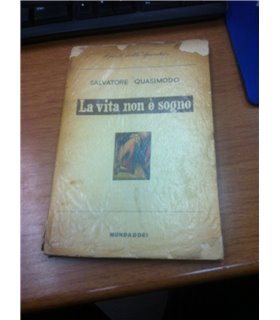 SALVATORE QUASIMODO
La vita non è sogno
MONDADORI